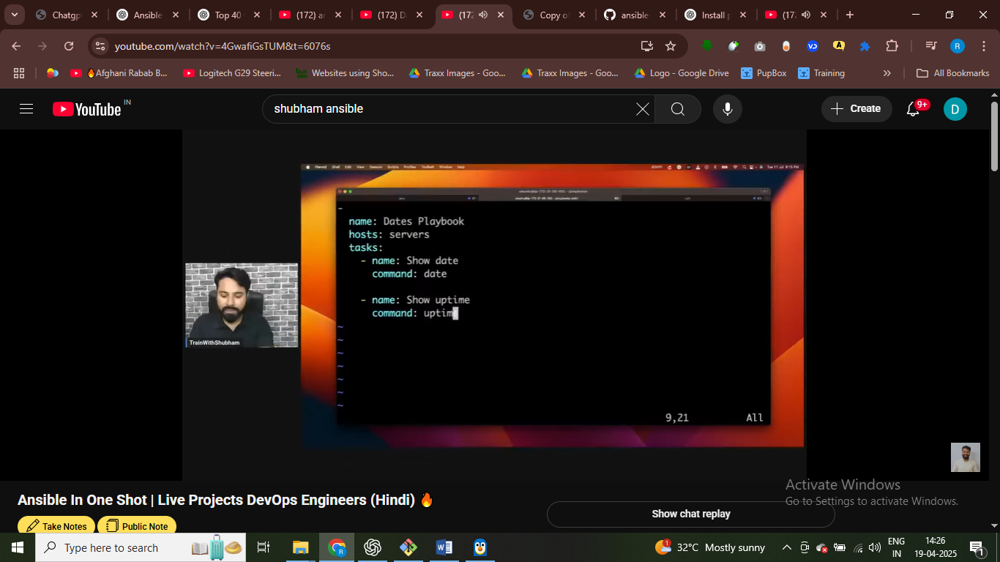 Chatgp
Ansible
Top 40
(172) ar
(172) D
(172
Copy o
ansible
Install p
(172
youtube.com/watch?v=4GwafiGsTUM&t=6076s
🔥Afghani Rabab B...
Logitech G29 Steeri...
Websites using Sho...
Traxx Images - Goo...
Traxx Images - Goo...
Logo - Google Drive
PupBox
Training
All Bookmarks
YouTube
IN
shubham ansible
Create
9+
D
-
name: Dates Playbook
hosts: servers
tasks:
- name: Show date
command: date
- name: Show uptime
command: uptime
~
~
~
~
~
~
~
9,21
All
TrainWithShubham
Ansible In One Shot | Live Projects DevOps Engineers (Hindi) 🔥
Take Notes
Public Note
Show chat replay
Activate Windows
Go to Settings to activate Windows.
Type here to search
32°C Mostly sunny
ENG
IN
14:26
19-04-2025
1